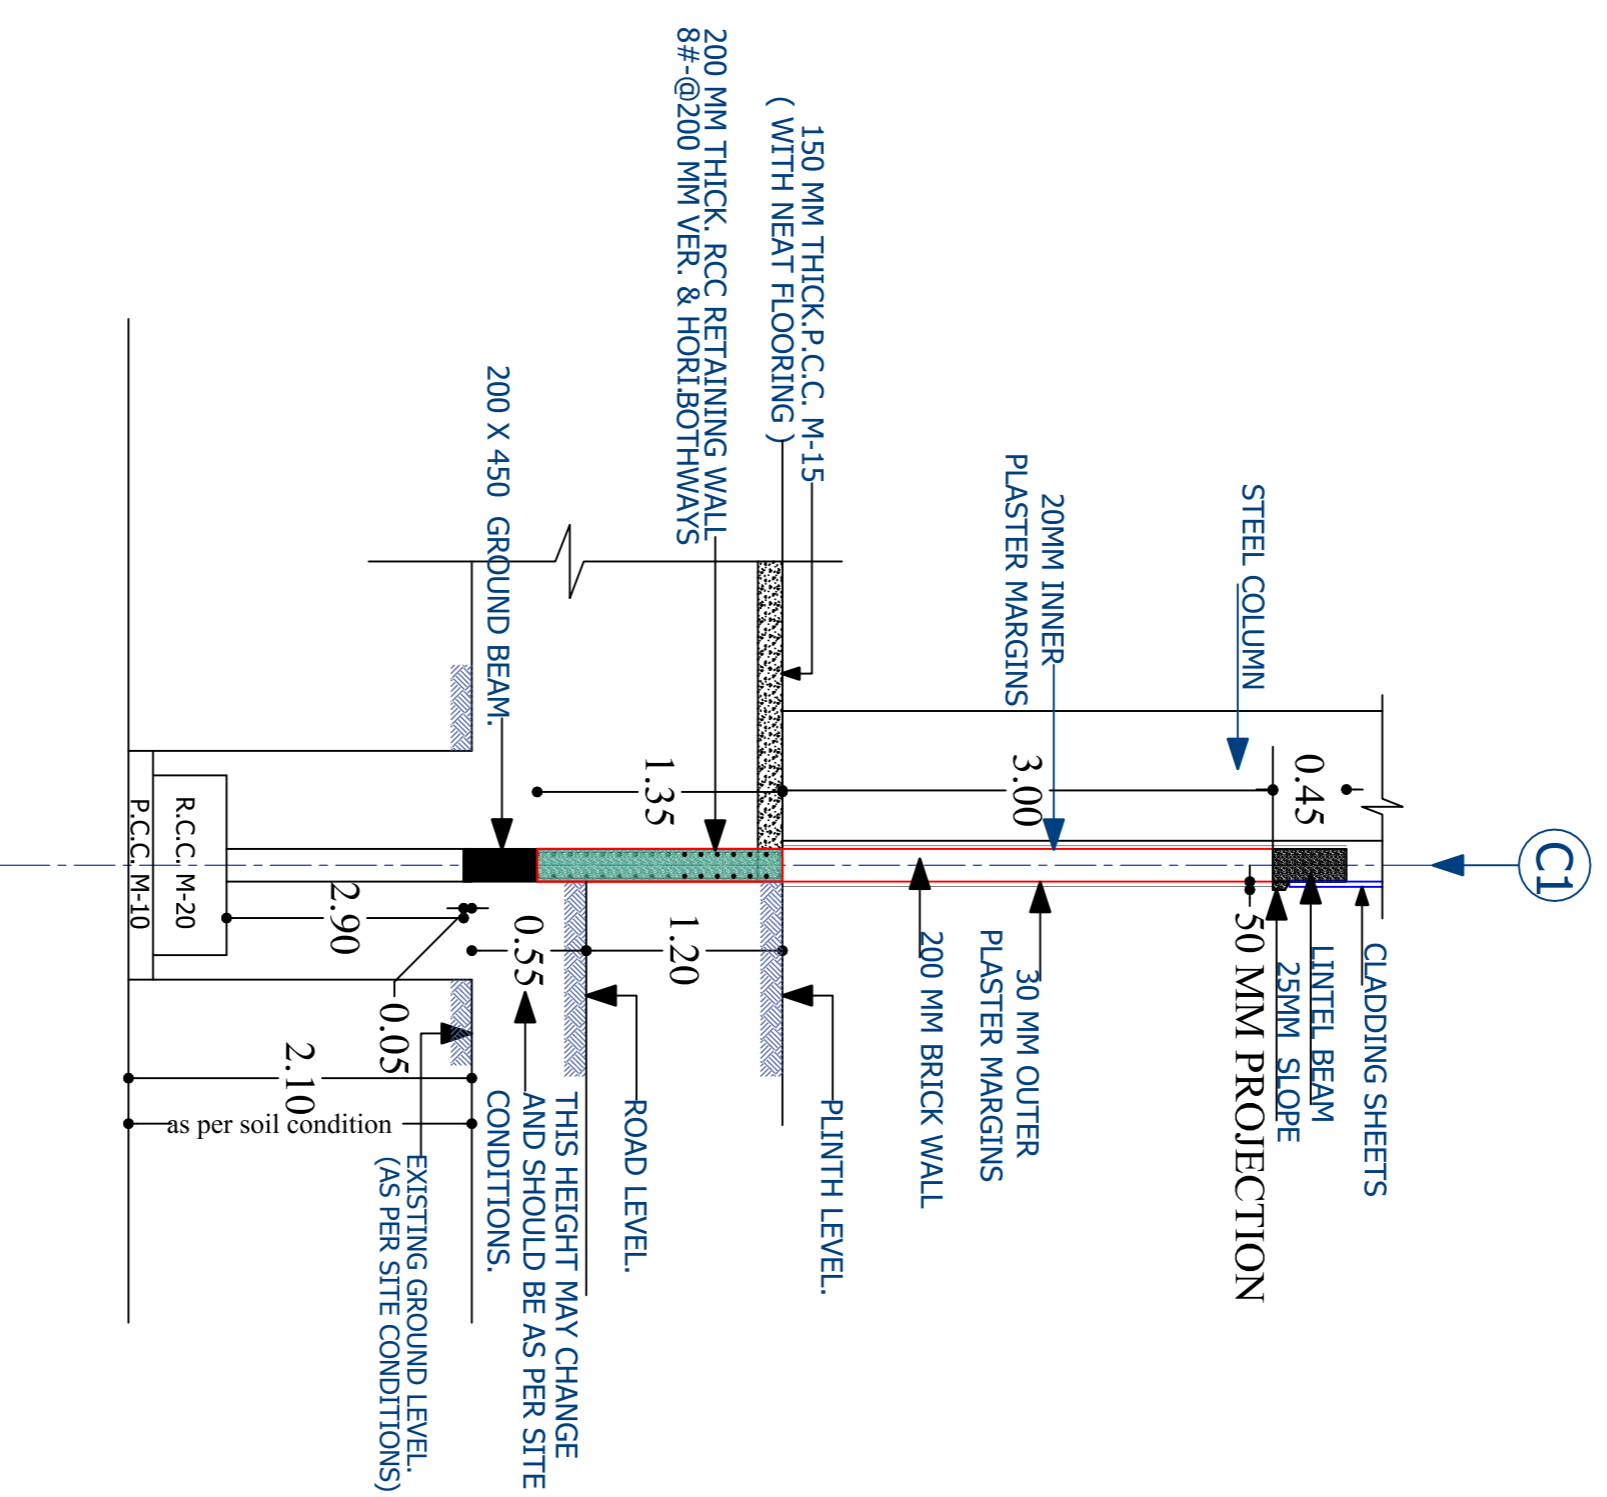 C1
CLADDING SHEETS
LINTEL BEAM
25MM SLOPE
50 MM PROJECTION
0.45
STEEL COLUMN
3.00
20MM INNER
PLASTER MARGINS
30 MM OUTER
PLASTER MARGINS
200 MM BRICK WALL
150 MM THICK.P.C.C. M-15
( WITH NEAT FLOORING )
PLINTH LEVEL.
200 MM THICK. RCC RETAINING WALL
8#-@200 MM VER. & HORI.BOTHWAYS
1.35
1.20
ROAD LEVEL.
0.55
THIS HEIGHT MAY CHANGE
AND SHOULD BE AS PER SITE
CONDITIONS.
200 X 450 GROUND BEAM.
0.05
2.90
2.10
as per soil condition
EXISTING GROUND LEVEL.
(AS PER SITE CONDITIONS)
R.C.C. M-20
P.C.C. M-10